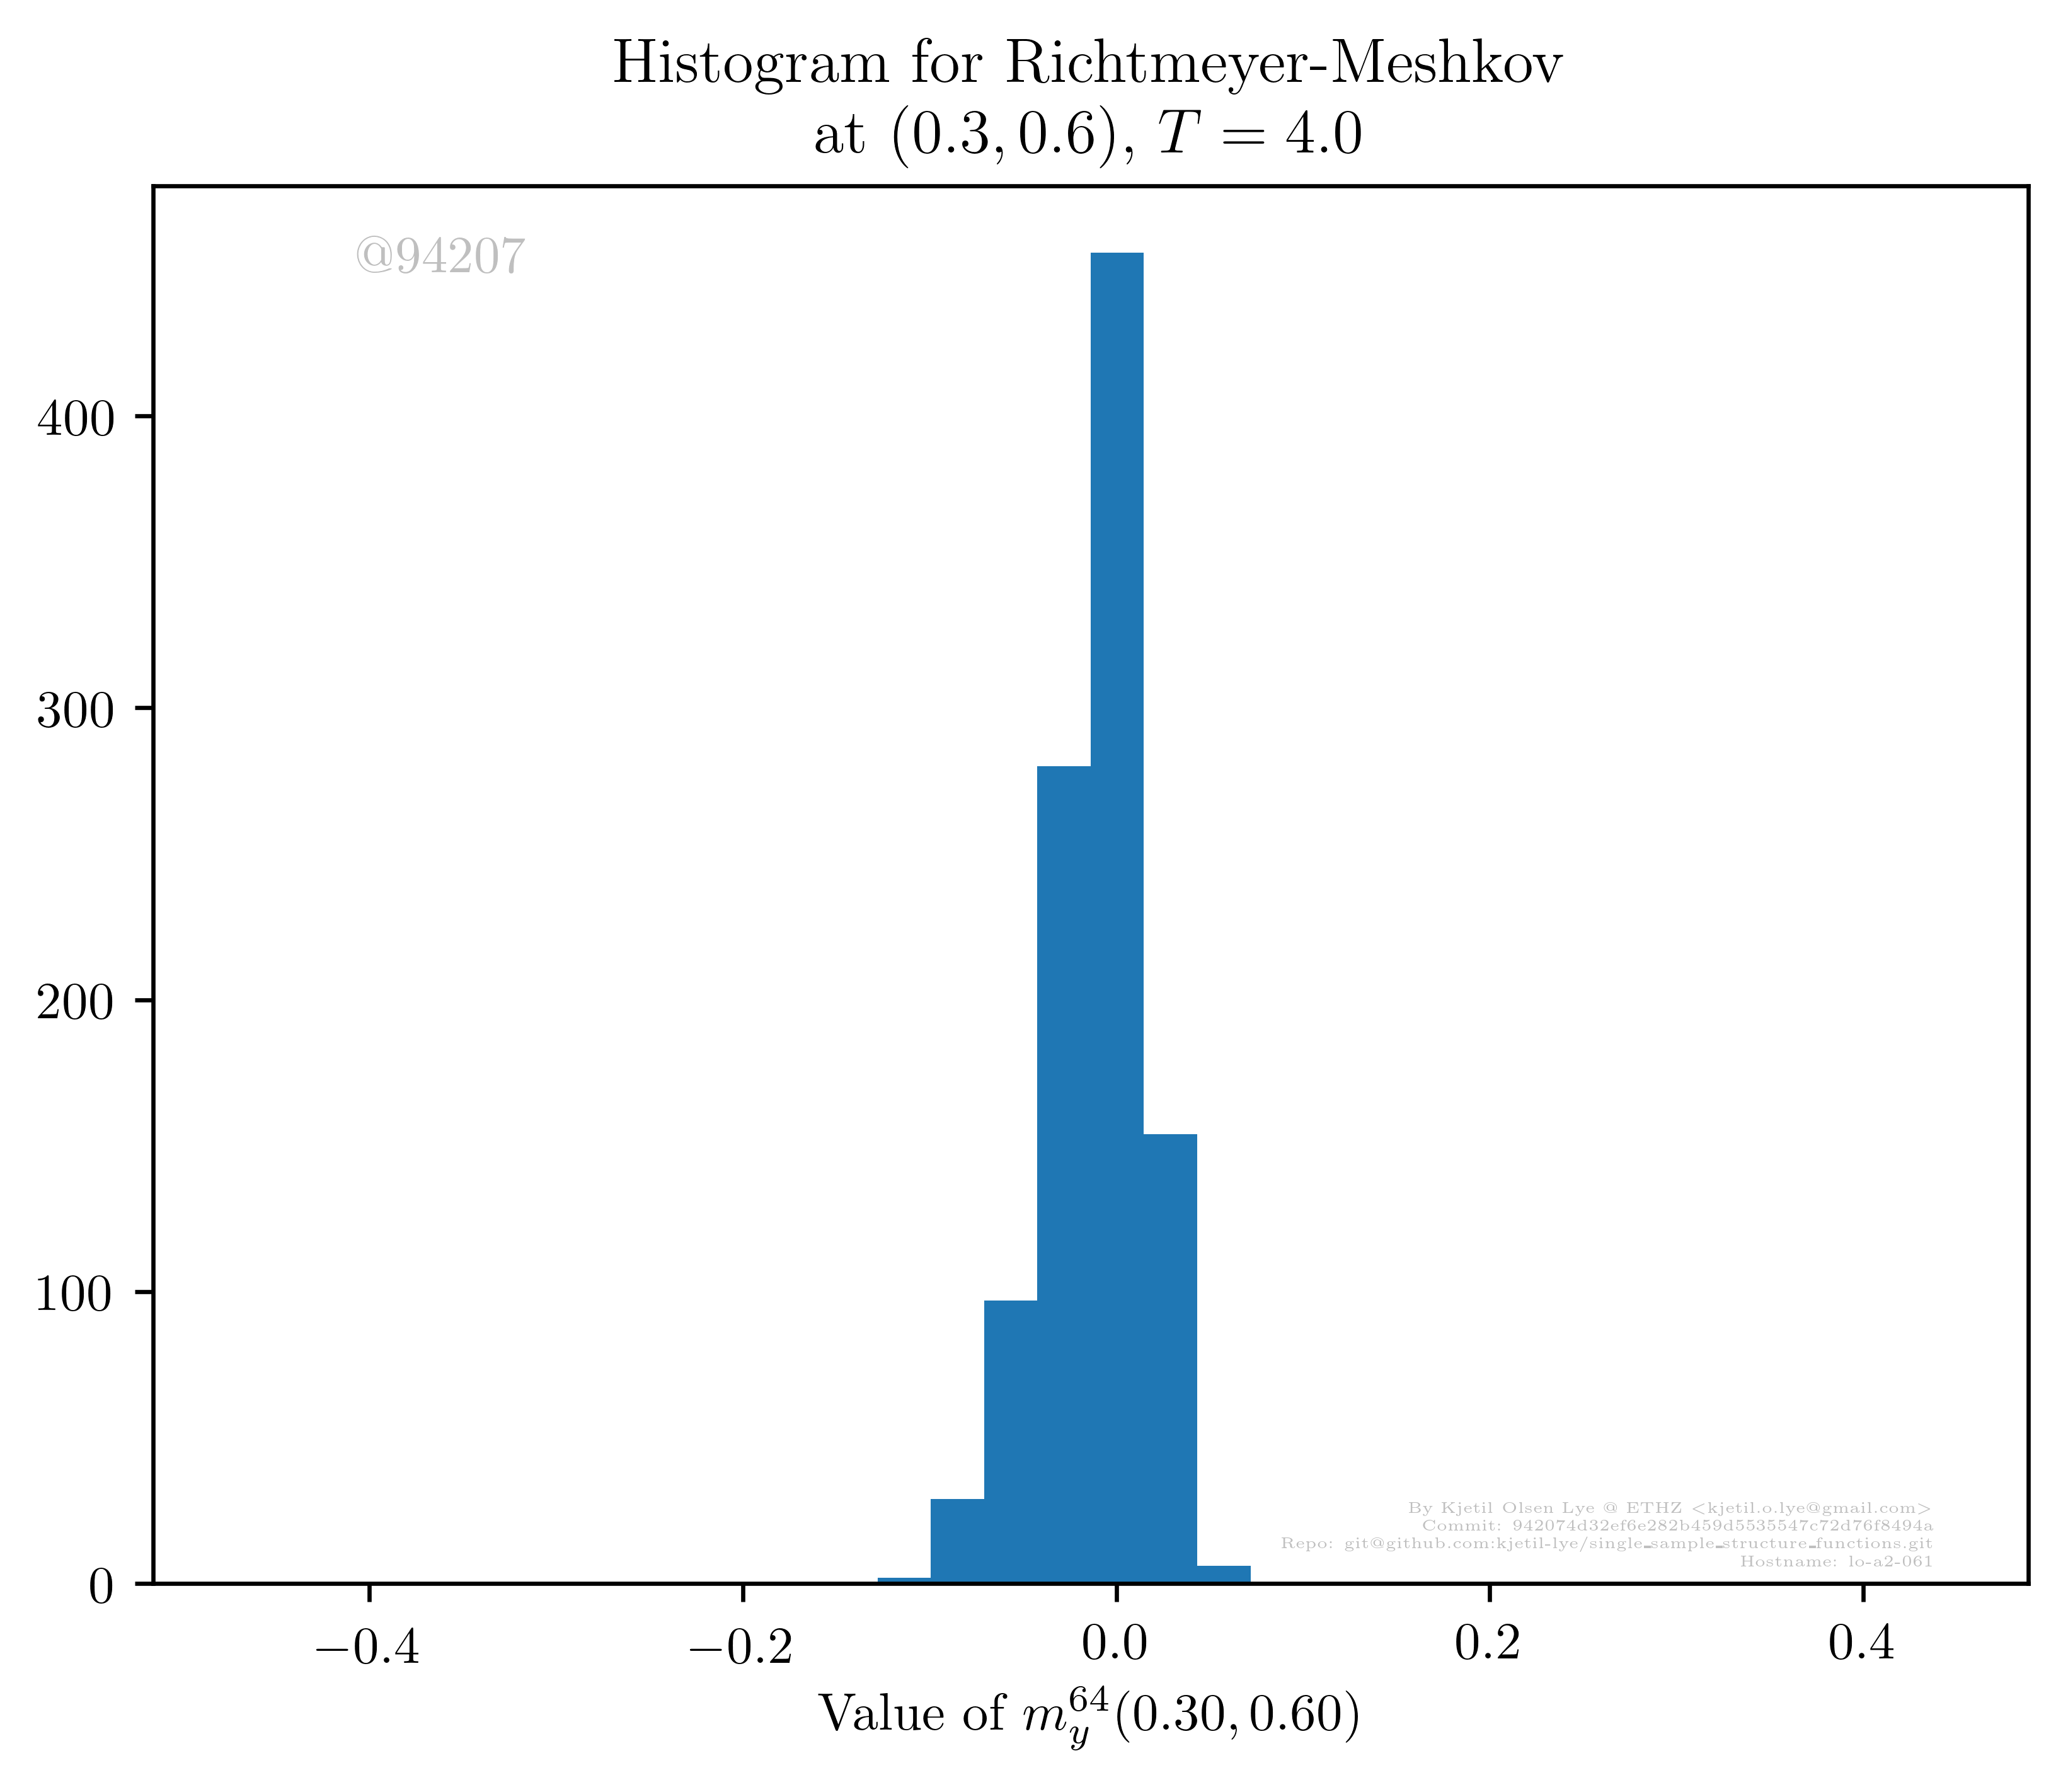 Histogram for Richtmeyer-Meshkov
at (0.3, 0.6), T = 4.0
@94207
400
300
200
100
0
−0.4 −0.2 0.0 0.2 0.4
Value of m_y^{64}(0.30, 0.60)
By Kjetil Olsen Lye @ ETHZ <kjetil.o.lye@gmail.com>
Commit: 942074d32ef6e282b459d5535547c72d76f8494a
Repo: git@github.com:kjetil-lye/single_sample_structure_functions.git
Hostname: lo-a2-061